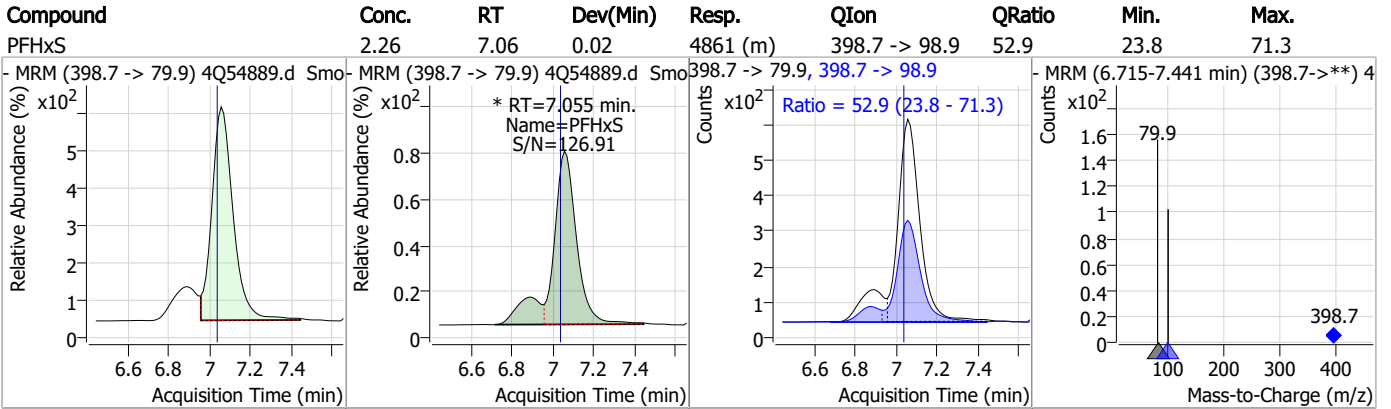 Compound Conc. RT Dev(Min) Resp. QIon QRatio Min. Max.
PFHxS 2.26 7.06 0.02 4861 (m) 398.7 -> 98.9 52.9 23.8 71.3
- MRM (398.7 -> 79.9) 4Q54889.d Smo
x10²
Relative Abundance (%)
5
4
3
2
1
0
6.6 6.8 7 7.2 7.4
Acquisition Time (min)
- MRM (398.7 -> 79.9) 4Q54889.d Smo
x10²
* RT=7.055 min.
Name=PFHxS
S/N=126.91
Relative Abundance (%)
0.8
0.6
0.4
0.2
0
6.6 6.8 7 7.2 7.4
Acquisition Time (min)
398.7 -> 79.9, 398.7 -> 98.9
x10²
Ratio = 52.9 (23.8 - 71.3)
Counts
5
4
3
2
1
0
6.6 6.8 7 7.2 7.4
Acquisition Time (min)
- MRM (6.715-7.441 min) (398.7->**) 4
x10²
Counts
79.9
1.6
1.4
1.2
1
0.8
0.6
0.4
0.2
0
398.7
100 200 300 400
Mass-to-Charge (m/z)